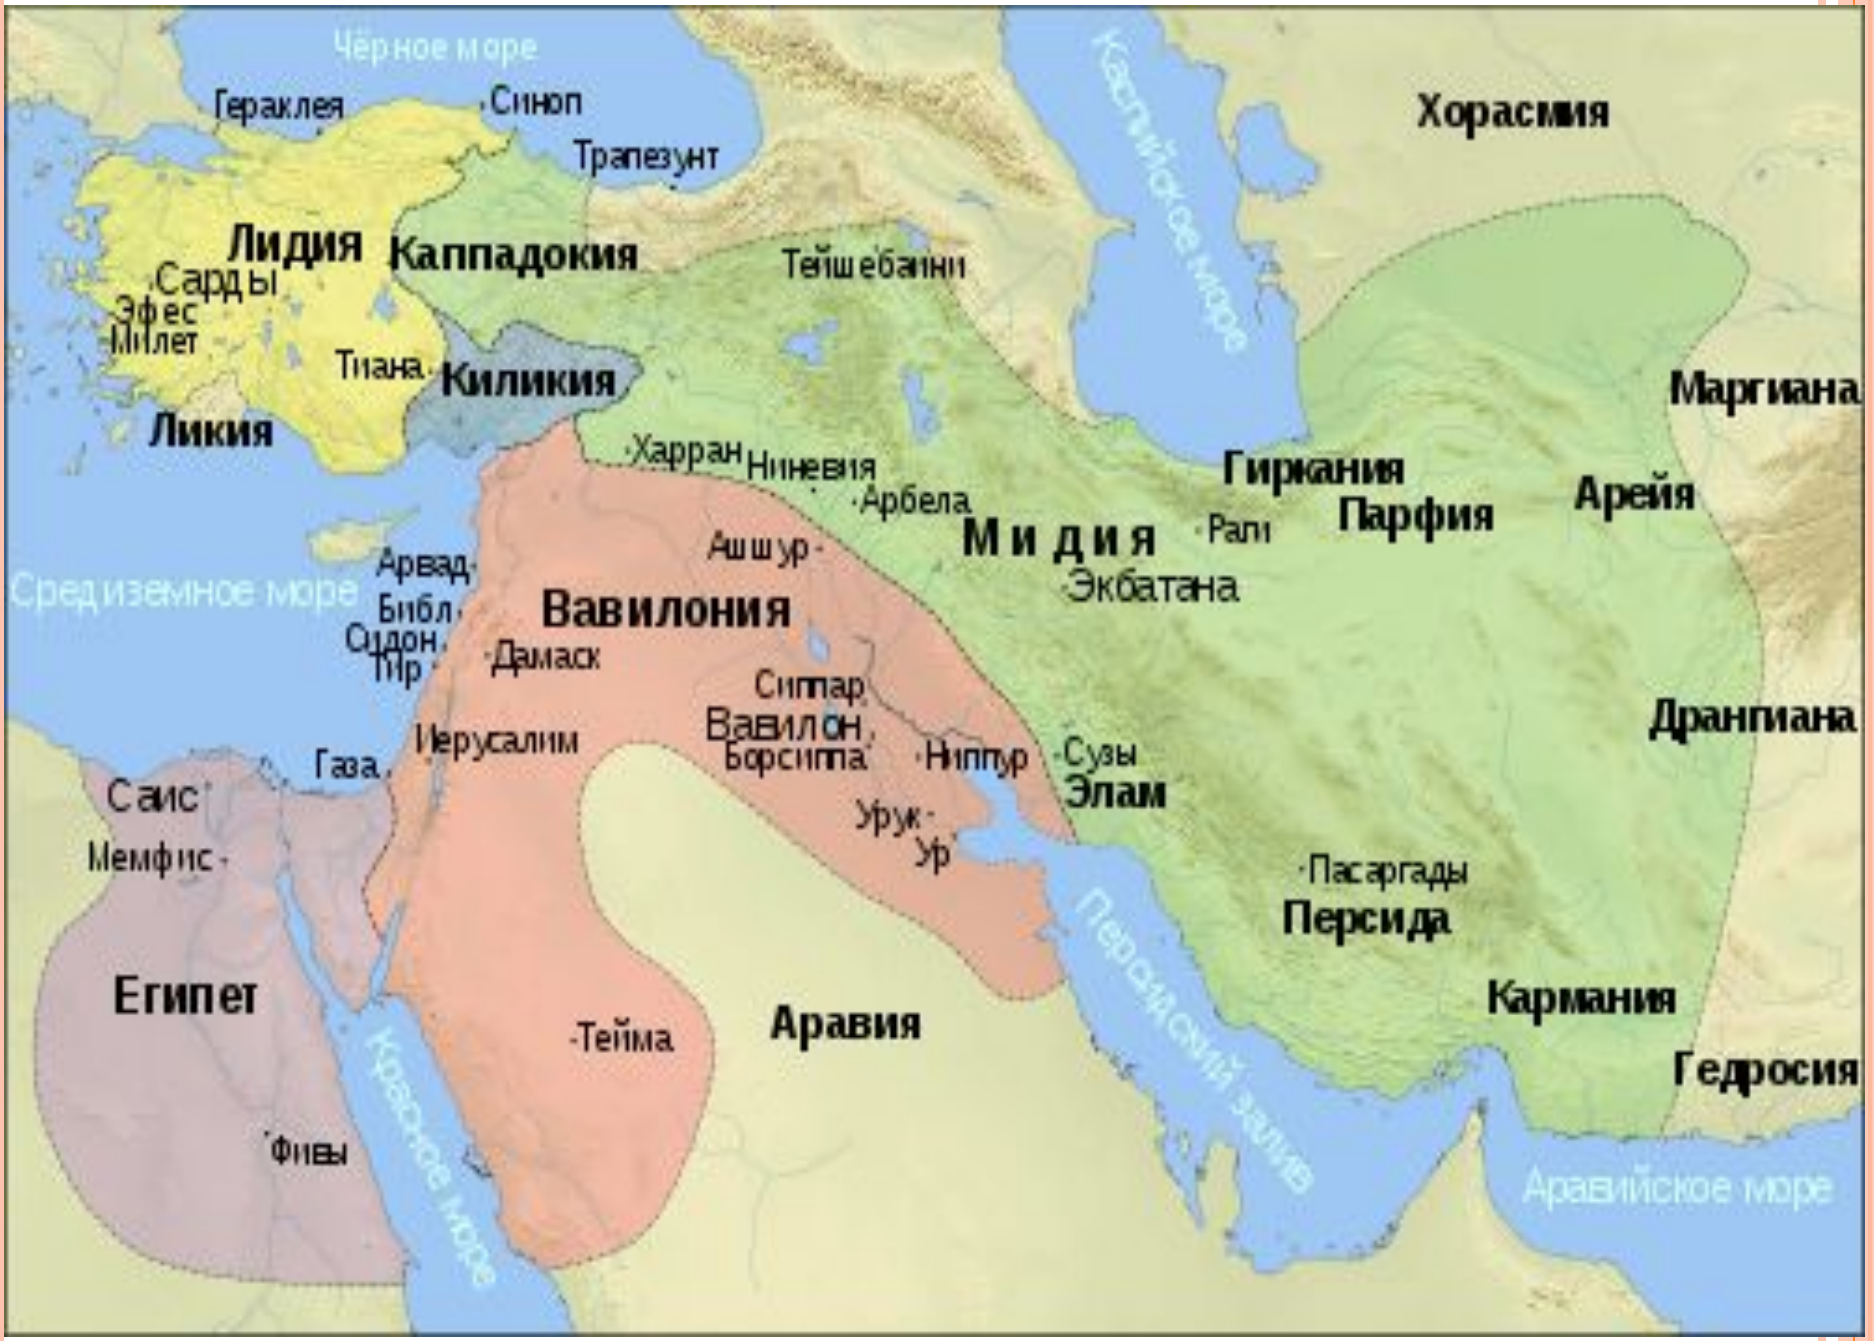 Чёрное море
Каспийское море
Гераклея
Синоп
Хорасмия
Трапезунт
Лидия
Каппадокия
Тейшебаини
Сарды
Эфес
Милет
Тиана
Киликия
Маргиана
Ликия
Харран
Ниневия
Гиркания
Арбела
Арейя
Парфия
Мидия
Раги
Ашшур
Арвад
Экбатана
Средиземное море
Библ
Вавилония
Сидон
Тир
Дамаск
Сиппар
Дрангиана
Вавилон
Иерусалим
Борсиппа
Ниппур
Сузы
Газа
Элам
Саис
Урук
Ур
Мемфис
Пасаргады
Персида
Персидский залив
Египет
Кармания
Аравия
Тейма
Гедросия
Красное море
Фивы
Аравийское море